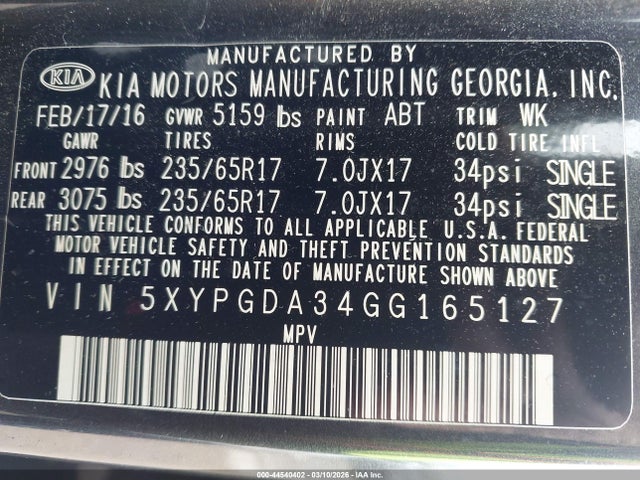 MANUFACTURED BY
KIA KIA MOTORS MANUFACTURING GEORGIA, INC.
FEB/17/16 GVWR 5159 lbs PAINT ABT TRIM WK
GAWR TIRES RIMS COLD TIRE INFL
FRONT 2976 lbs 235/65R17 7.0JX17 34psi SINGLE
REAR 3075 lbs 235/65R17 7.0JX17 34psi SINGLE
THIS VEHICLE CONFORMS TO ALL APPLICABLE U.S.A. FEDERAL
MOTOR VEHICLE SAFETY AND THEFT PREVENTION STANDARDS
IN EFFECT ON THE DATE OF MANUFACTURE SHOWN ABOVE
VIN 5XYPGDA34GG165127
MPV
000-44540402 - 03/10/2026 - COPART